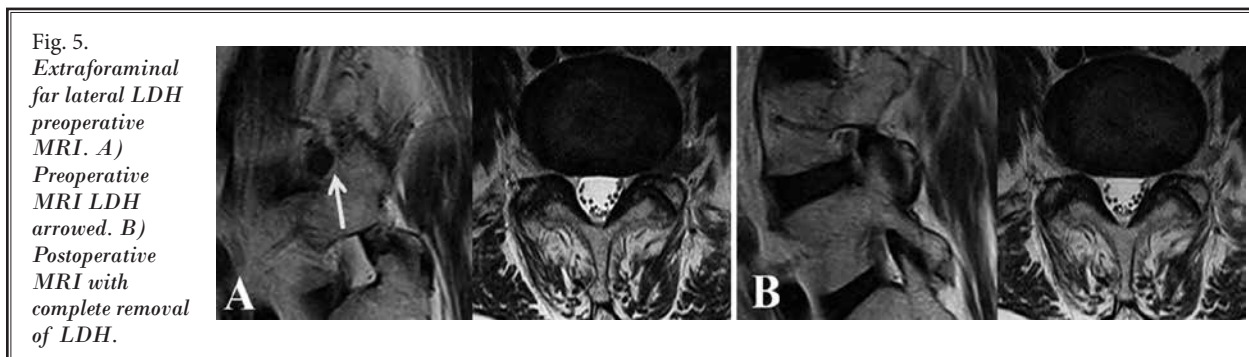 Fig. 5.
Extraforaminal
far lateral LDH
preoperative
MRI. A)
Preoperative
MRI LDH
arrowed. B)
Postoperative
MRI with
complete removal
of LDH.
A
B